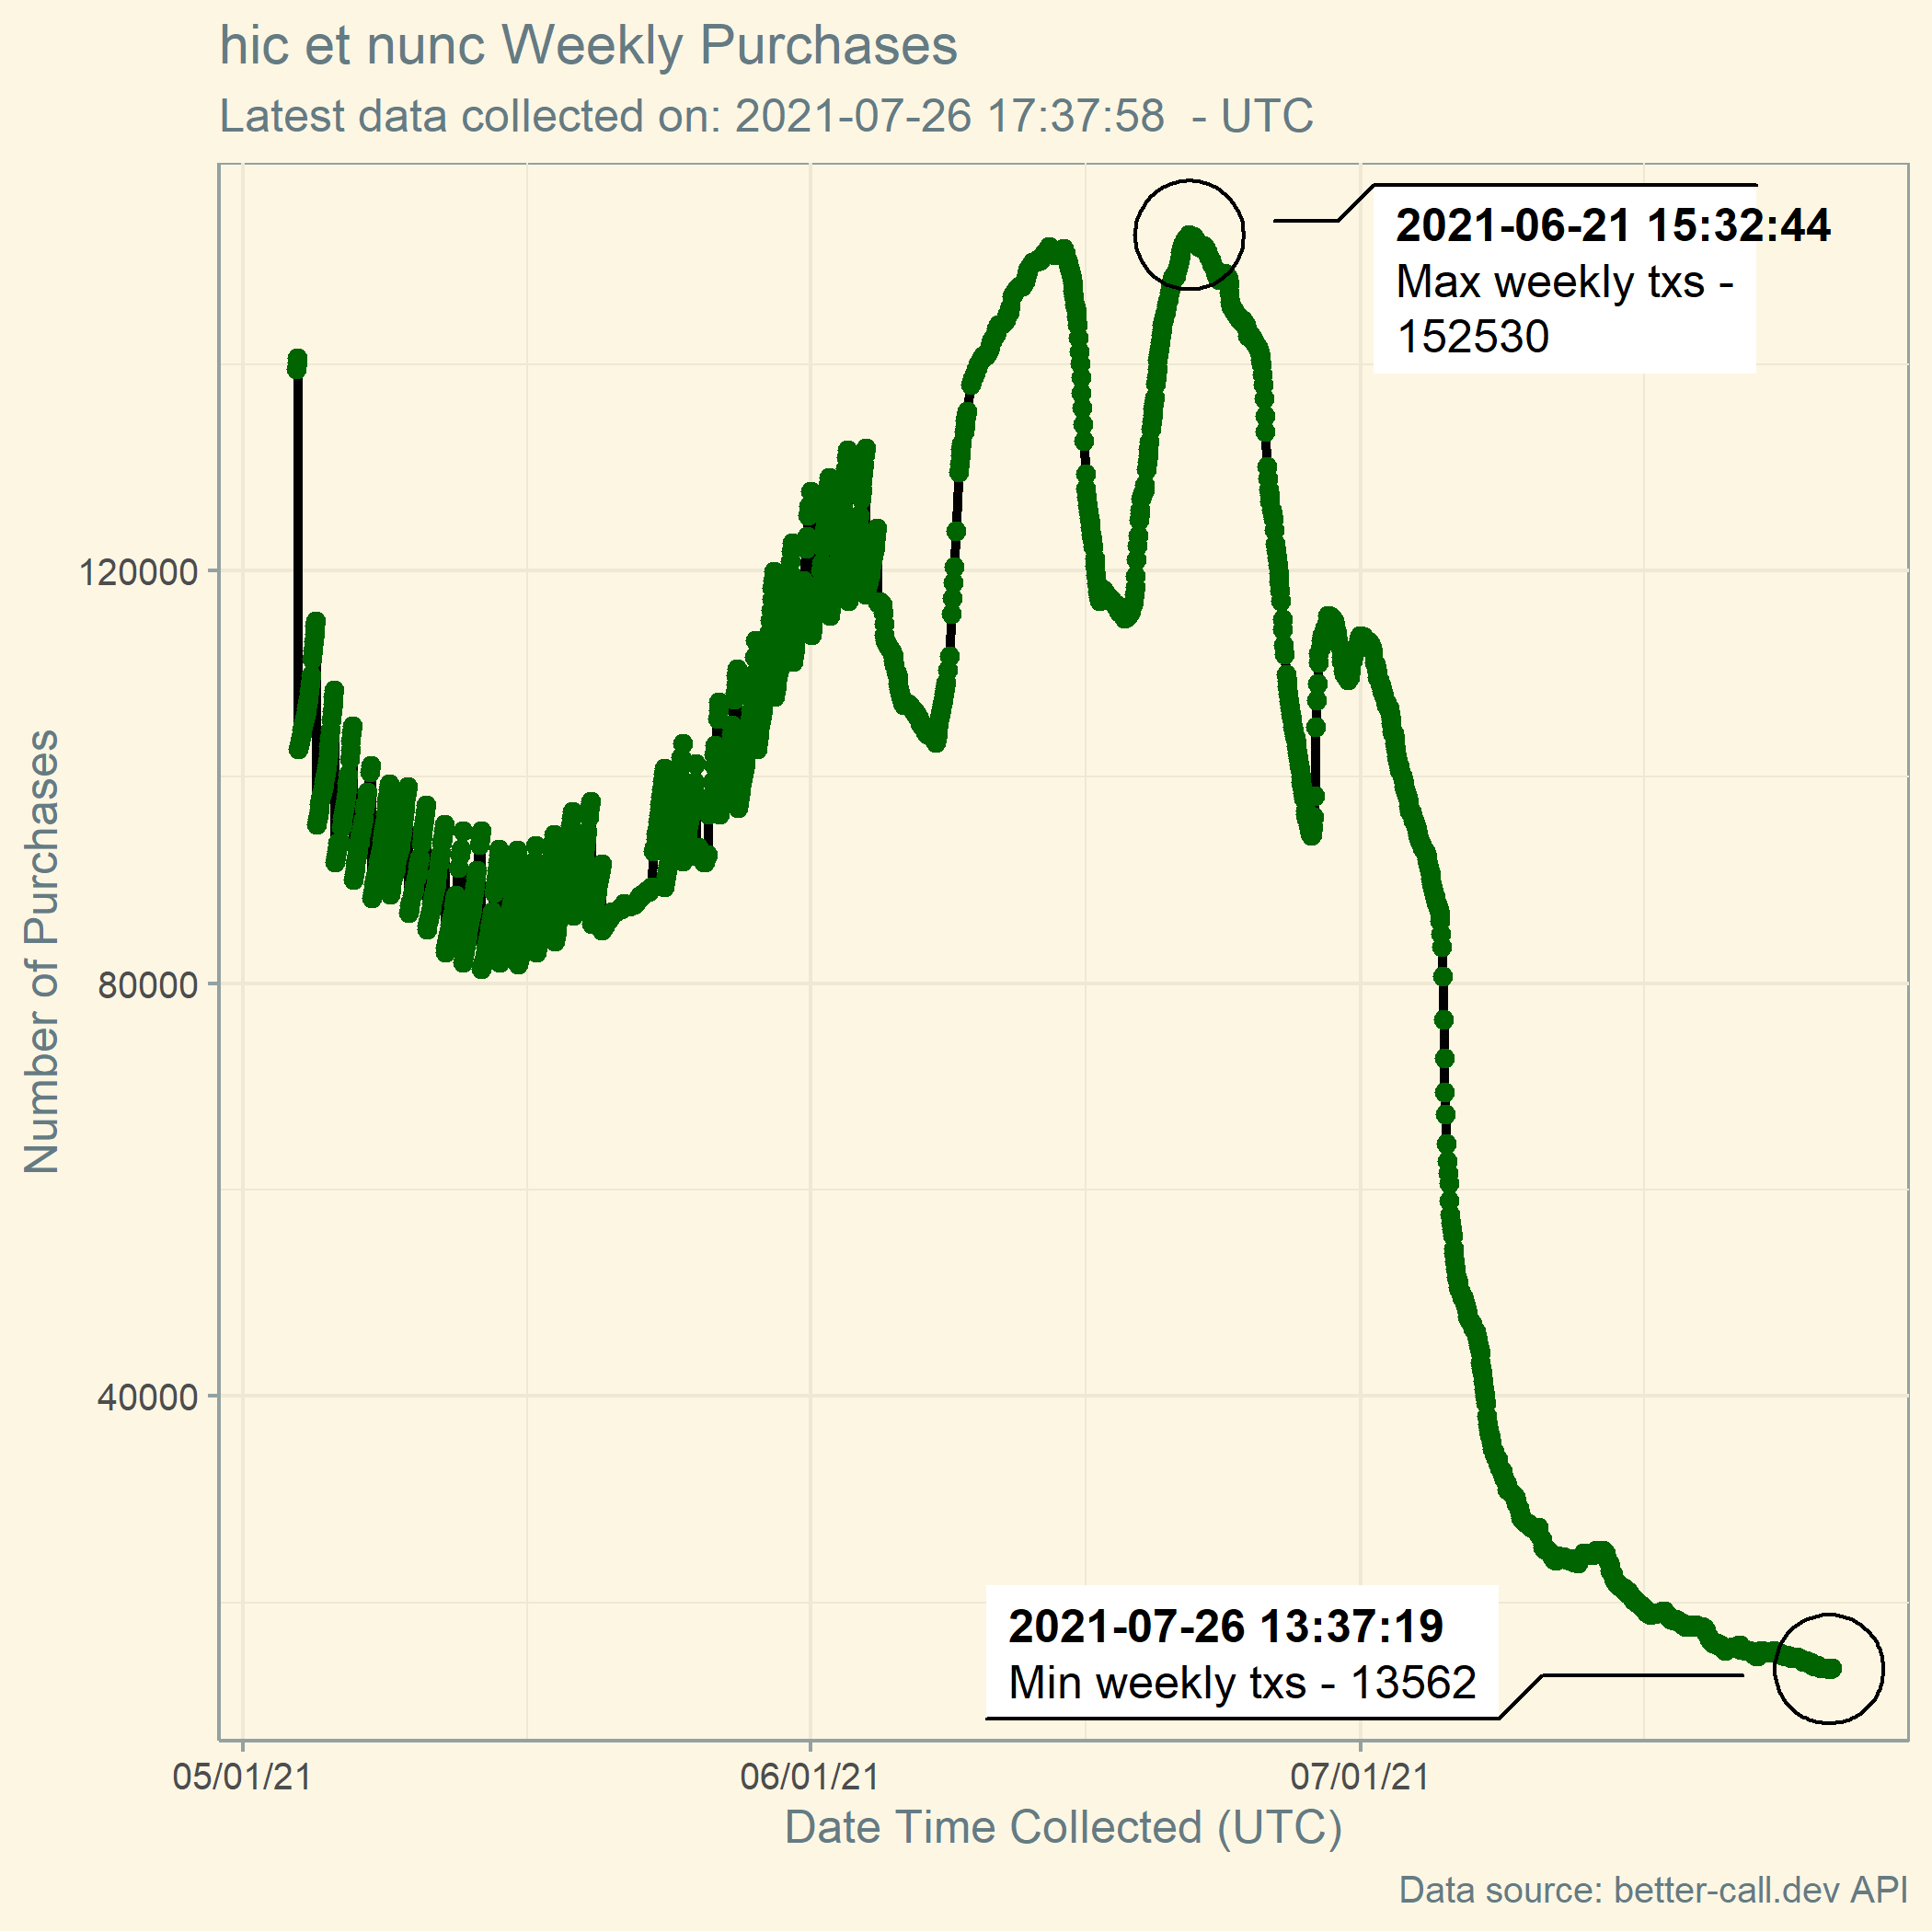 hic et nunc Weekly Purchases
Latest data collected on: 2021-07-26 17:37:58  - UTC
2021-06-21 15:32:44
Max weekly txs -
152530
120000
80000
40000
Number of Purchases
2021-07-26 13:37:19
Min weekly txs - 13562
05/01/21 06/01/21 07/01/21
Date Time Collected (UTC)
Data source: better-call.dev API